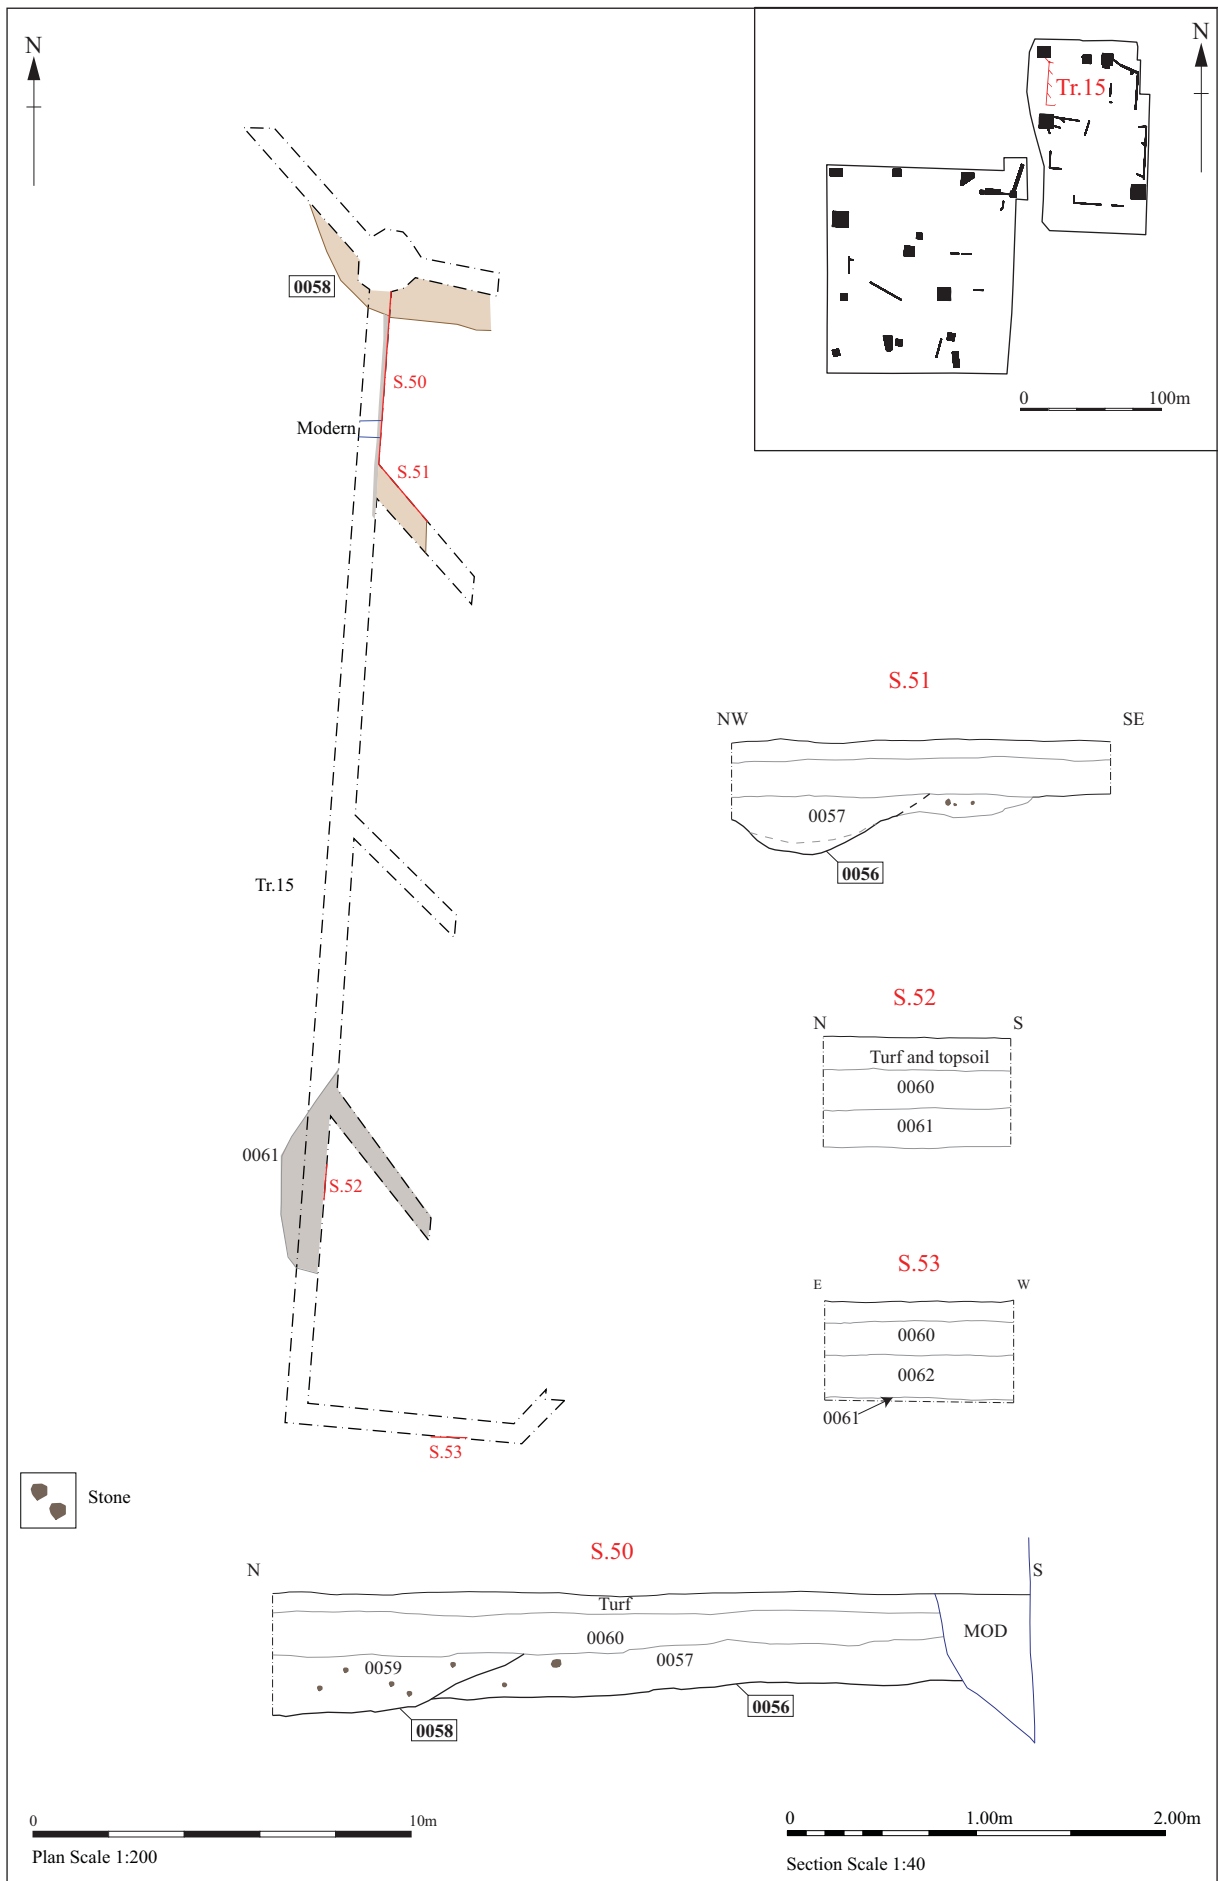 N
N
Tr.15
0
100m
0058
S.50
Modern
S.51
S.51
NW
SE
0057
0056
Tr.15
S.52
N
S
Turf and topsoil
0060
0061
0061
S.52
S.53
E
W
0060
0062
0061
S.53
Stone
S.50
N
S
Turf
MOD
0060
0059
0057
0058
0056
0
10m
Plan Scale 1:200
0
1.00m
2.00m
Section Scale 1:40